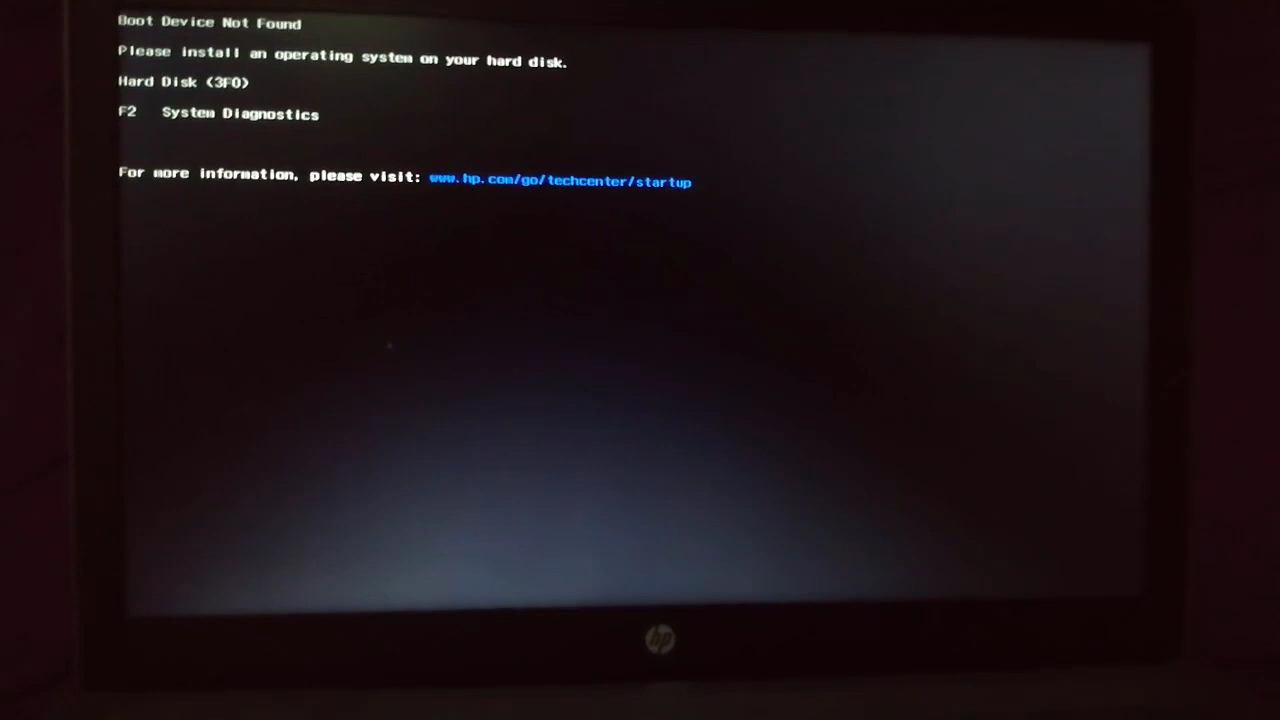 Boot Device Not Found
Please install an operating system on your hard disk.
Hard Disk (3F0)
F2 System Diagnostics
For more information, please visit: www.hp.com/go/techcenter/startup
hp